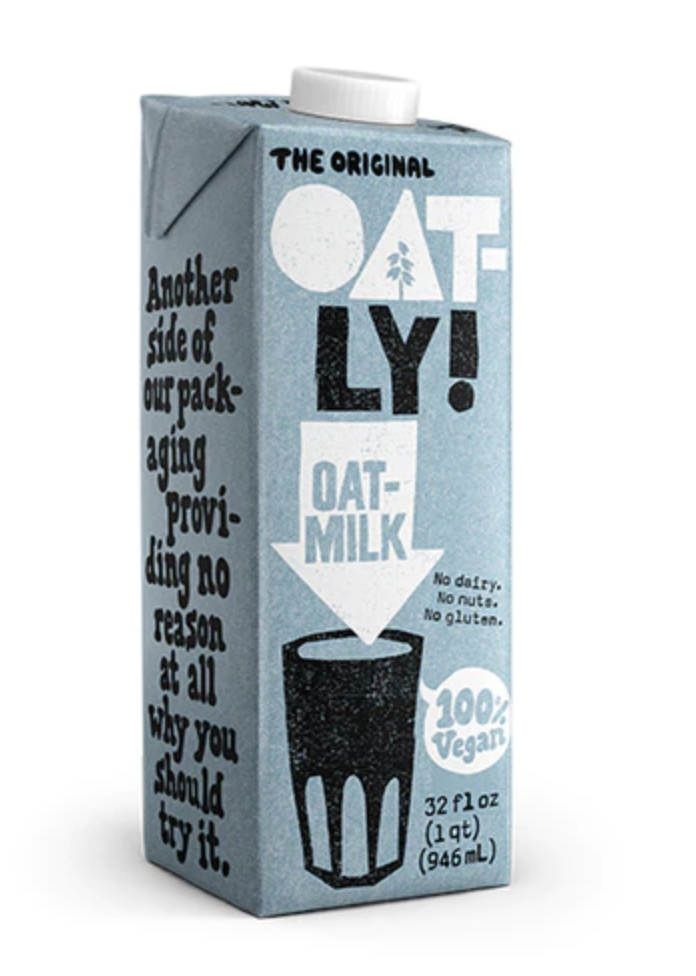 THE ORIGINAL
OAT-
LY!
OAT-
MILK
No dairy.
No nuts.
No gluten.
100%
Vegan
32 fl oz
(1 qt)
(946 mL)
Another
side of
our pack-
aging
provi-
ding no
reason
at all
why you
should
try it.